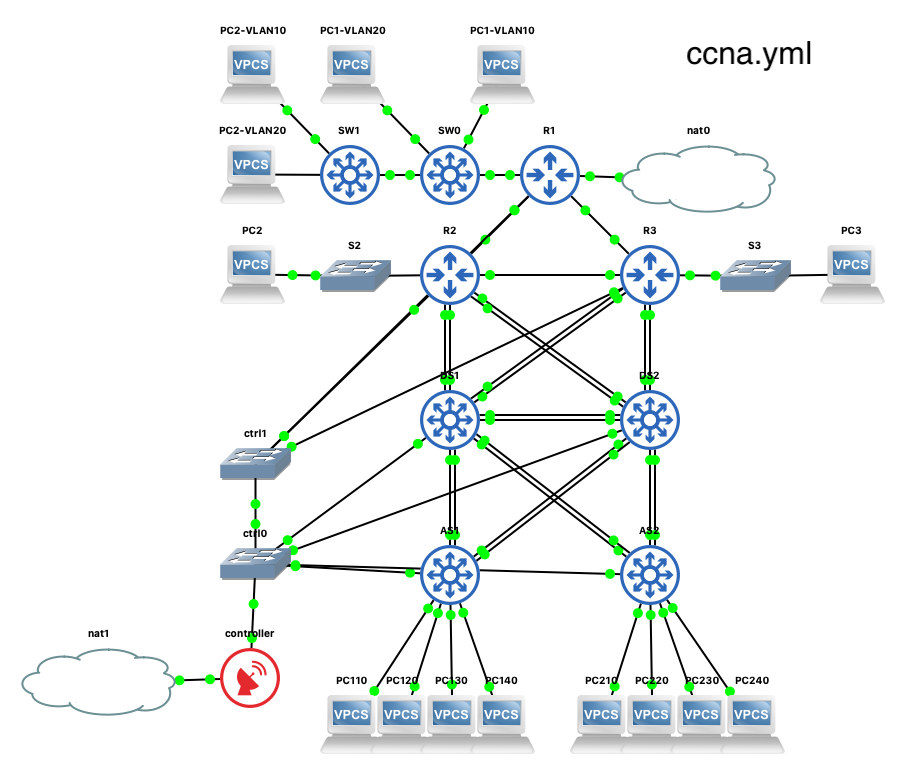 PC2-VLAN10
PC1-VLAN20
PC1-VLAN10
ccna.yml
VPCS
VPCS
VPCS
PC2-VLAN20
SW1
SW0
R1
nat0
VPCS
PC2
S2
R2
R3
S3
PC3
VPCS
VPCS
DS1
DS2
ctrl1
ctrl0
AS1
AS2
nat1
controller
PC110
PC120
PC130
PC140
PC210
PC220
PC230
PC240
VPCS
VPCS
VPCS
VPCS
VPCS
VPCS
VPCS
VPCS